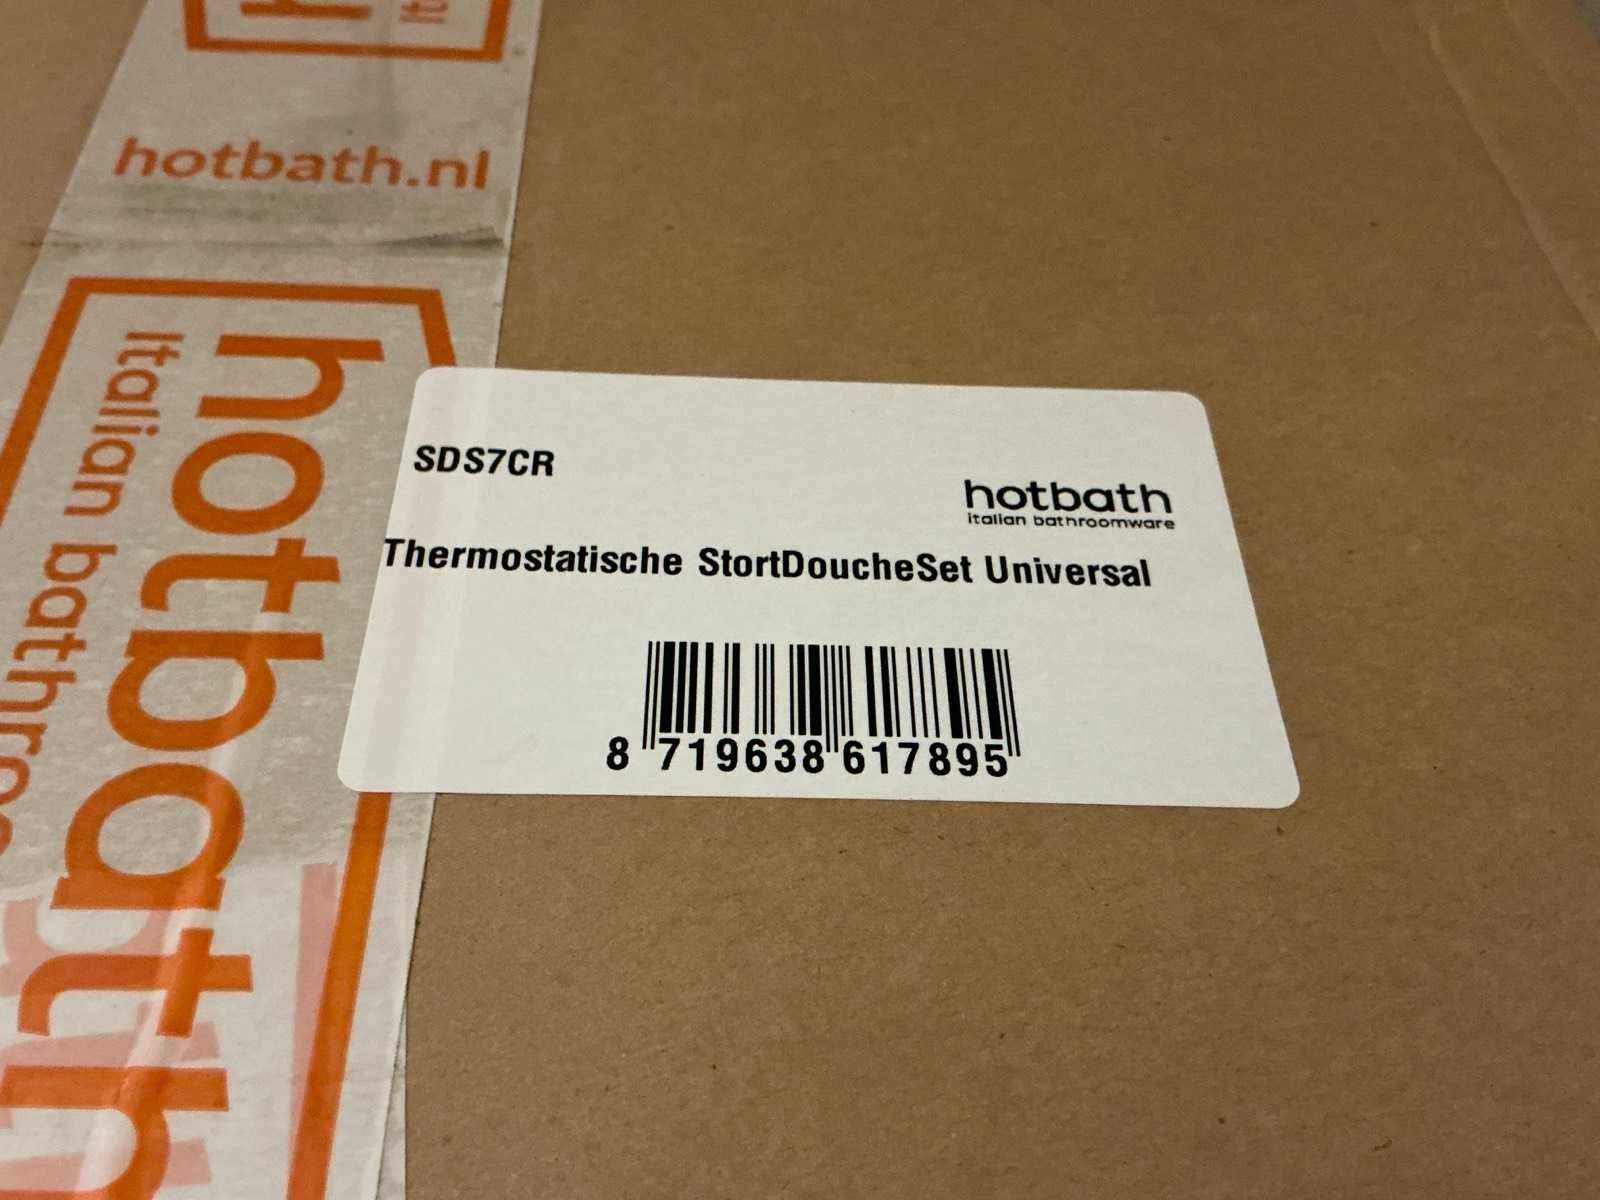 hotbath.nl
hotbath
Italian bathroo
SDS7CR
hotbath
italian bathroomware
Thermostatische StortDoucheSet Universal
8 719638 617895